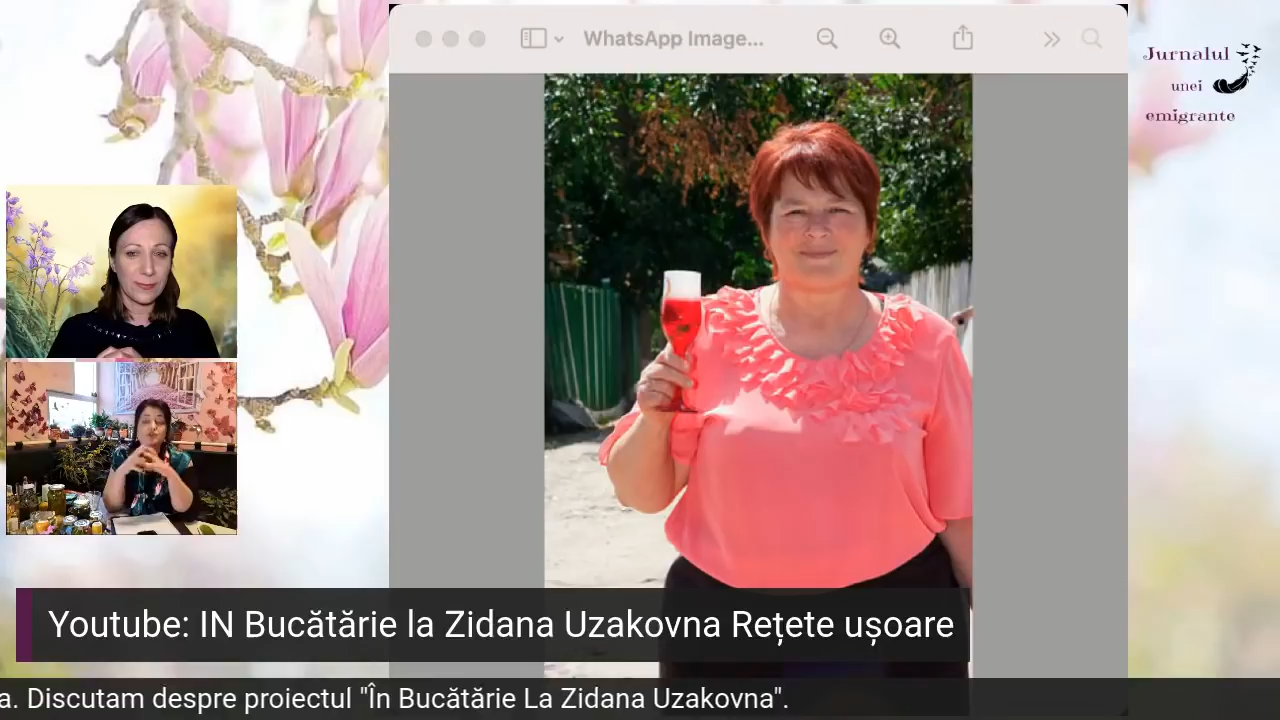 WhatsApp Image...
Jurnalul
unei
emigrante
Youtube: IN Bucătărie la Zidana Uzakovna Rețete ușoare
a. Discutam despre proiectul "În Bucătărie La Zidana Uzakovna".